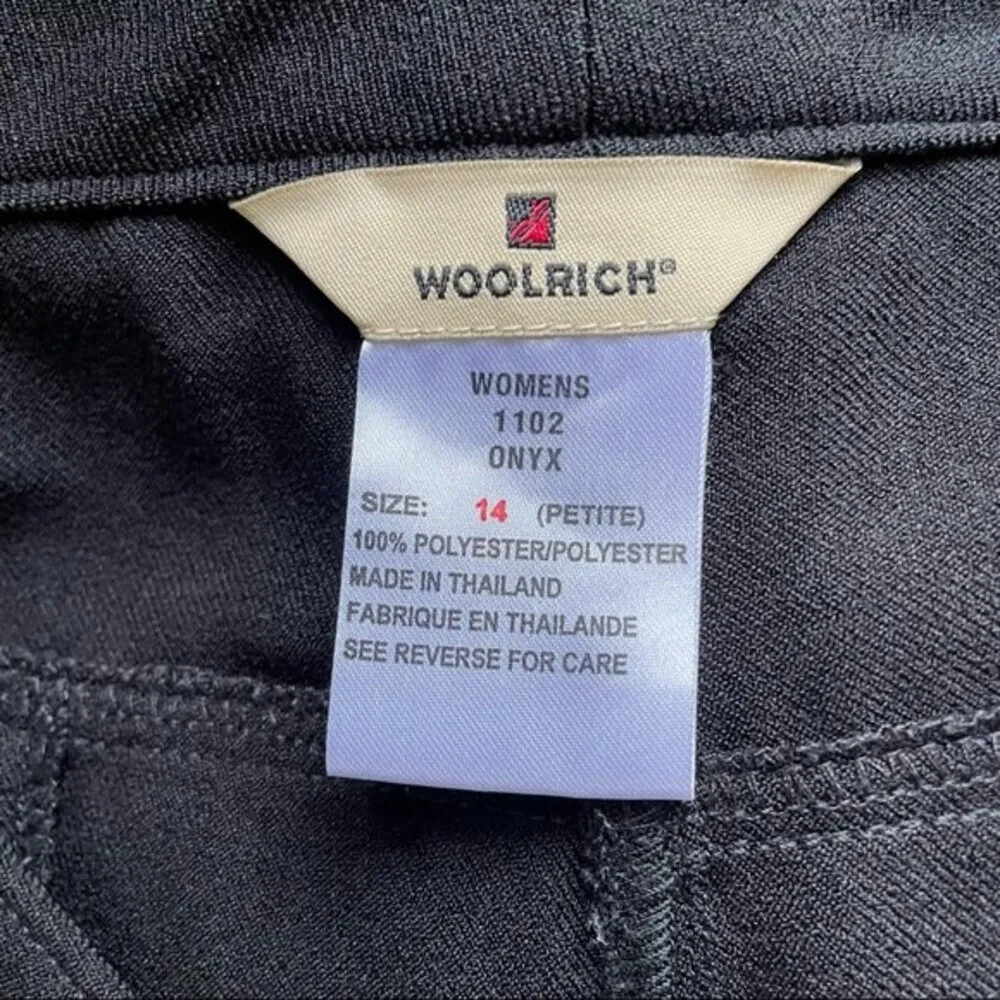 WOOLRICH®
WOMENS
1102
ONYX
SIZE: 14 (PETITE)
100% POLYESTER/POLYESTER
MADE IN THAILAND
FABRIQUE EN THAILANDE
SEE REVERSE FOR CARE